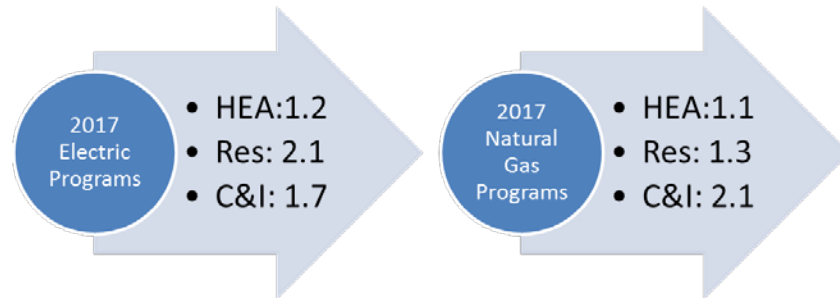 2017
Electric
Programs
• HEA:1.2
• Res: 2.1
• C&I: 1.7
2017
Natural
Gas
Programs
• HEA:1.1
• Res: 1.3
• C&I: 2.1